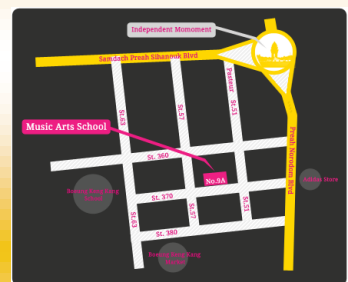 Independent Momoment
Samdach Preah Sihanouk Blvd
Pasteur St.51
St.63
St.57
Music Arts School
Preah Norodom Blvd
St. 360
No.9A
St. 370
St.57
St.51
St.63
St. 380